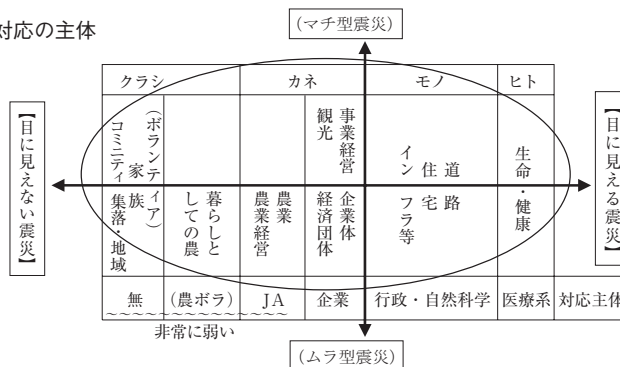 対応の主体
(マチ型震災)
クラシ
カネ
モノ
ヒト
【目に見えない震災】
【目に見える震災】
(ボランティア)
家族
コミニティ
集落・地域
暮らしと
しての農
農業
農業経営
事業経営
観光
企業体
経済団体
道路
住宅
インフラ等
生命・健康
無
(農ボラ)
JA
企業
行政・自然科学
医療系
対応主体
非常に弱い
(ムラ型震災)